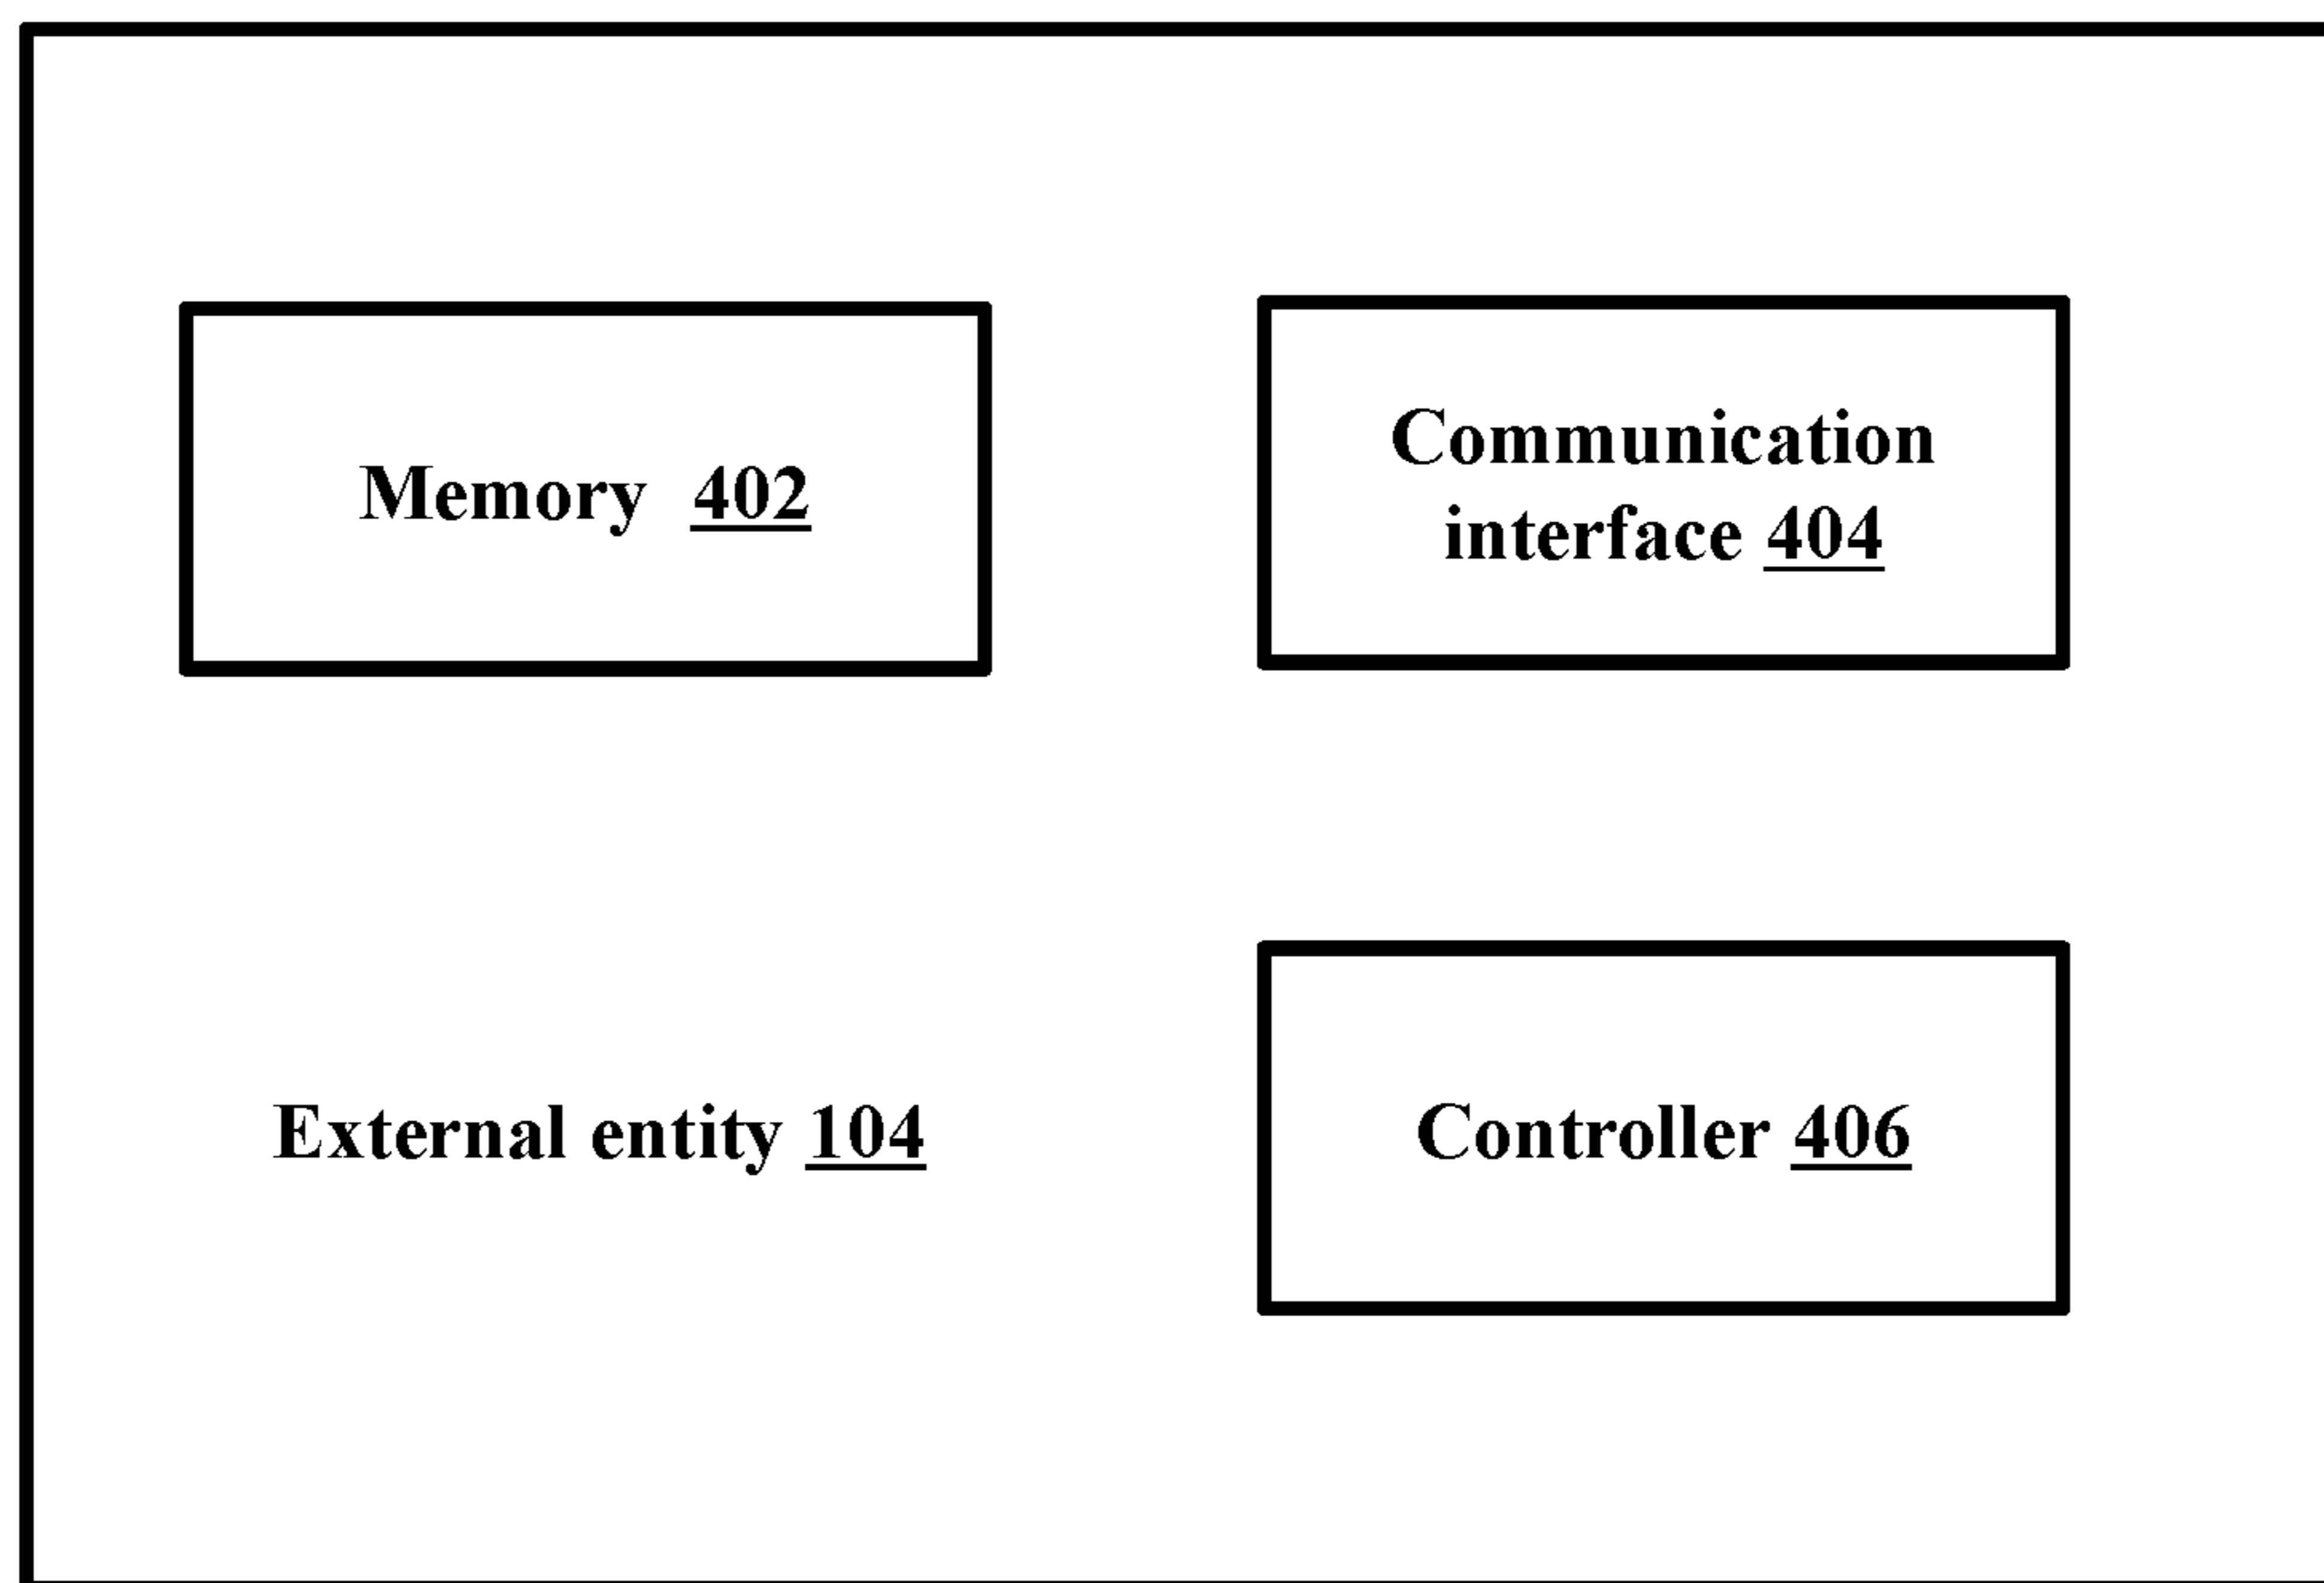 Memory 402
Communication
interface 404
External entity 104
Controller 406